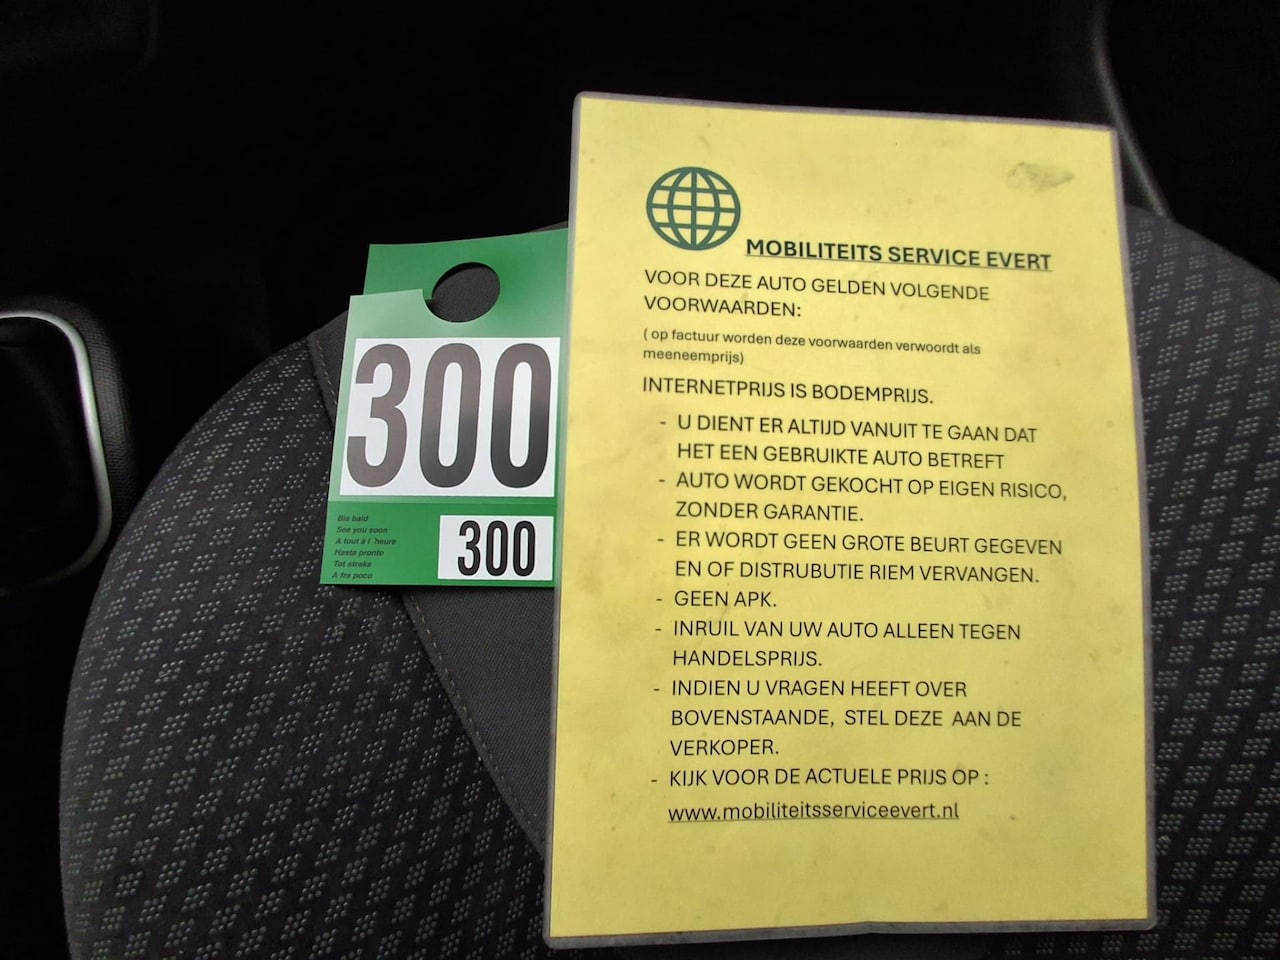 300
Bis bald
See you soon
A tout à l 'heure
Hasta pronto
Tot straks
A fra poco
300
MOBILITEITS SERVICE EVERT
VOOR DEZE AUTO GELDEN VOLGENDE
VOORWAARDEN:
( op factuur worden deze voorwaarden verwoordt als
meeneemprijs)
INTERNETPRIJS IS BODEMPRIJS.
- U DIENT ER ALTIJD VANUIT TE GAAN DAT
HET EEN GEBRUIKTE AUTO BETREFT
- AUTO WORDT GEKOCHT OP EIGEN RISICO,
ZONDER GARANTIE.
- ER WORDT GEEN GROTE BEURT GEGEVEN
EN OF DISTRUBUTIE RIEM VERVANGEN.
- GEEN APK.
- INRUIL VAN UW AUTO ALLEEN TEGEN
HANDELSPRIJS.
- INDIEN U VRAGEN HEEFT OVER
BOVENSTAANDE, STEL DEZE AAN DE
VERKOPER.
- KIJK VOOR DE ACTUELE PRIJS OP :
www.mobiliteitsserviceevert.nl